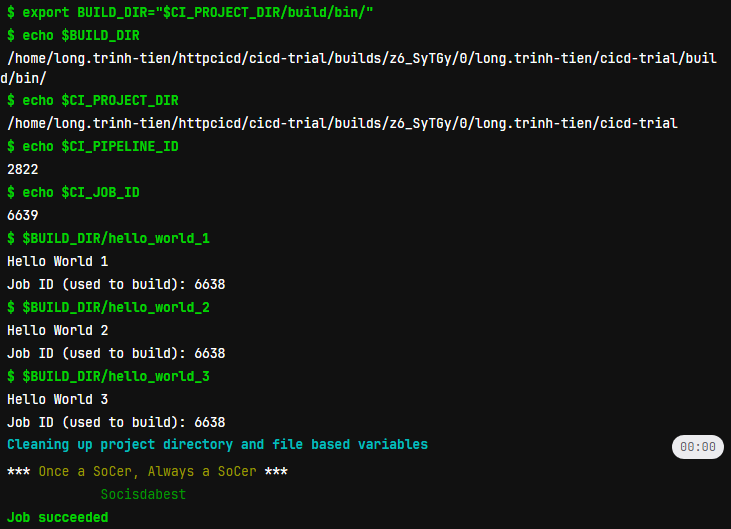 $ export BUILD_DIR="$CI_PROJECT_DIR/build/bin/"
$ echo $BUILD_DIR
/home/long.trinh-tien/httpcicd/cicd-trial/builds/z6_SyTGy/0/long.trinh-tien/cicd-trial/buil
d/bin/
$ echo $CI_PROJECT_DIR
/home/long.trinh-tien/httpcicd/cicd-trial/builds/z6_SyTGy/0/long.trinh-tien/cicd-trial
$ echo $CI_PIPELINE_ID
2822
$ echo $CI_JOB_ID
6639
$ $BUILD_DIR/hello_world_1
Hello World 1
Job ID (used to build): 6638
$ $BUILD_DIR/hello_world_2
Hello World 2
Job ID (used to build): 6638
$ $BUILD_DIR/hello_world_3
Hello World 3
Job ID (used to build): 6638
Cleaning up project directory and file based variables 00:00
*** Once a SoCer, Always a SoCer ***
Socisdabest
Job succeeded